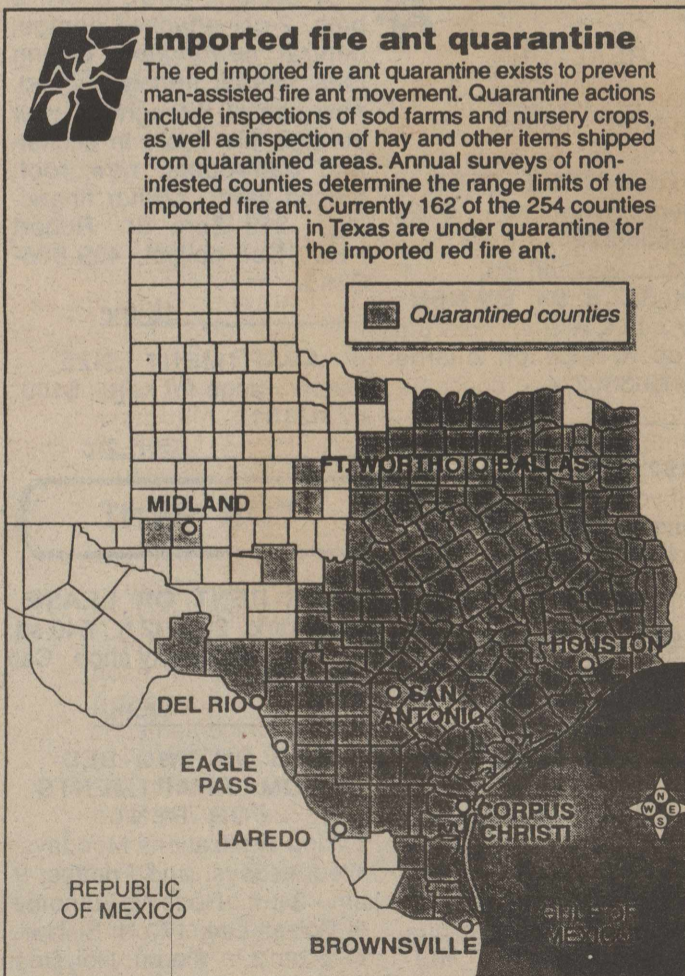 Imported fire ant quarantine
The red imported fire ant quarantine exists to prevent
man-assisted fire ant movement. Quarantine actions
include inspections of sod farms and nursery crops,
as well as inspection of hay and other items shipped
from quarantined areas. Annual surveys of non-
infested counties determine the range limits of the
imported fire ant. Currently 162 of the 254 counties
in Texas are under quarantine for
the imported red fire ant.
Quarantined counties
FT. WORTH
DALLAS
MIDLAND
HOUSTON
DEL RIO
SAN
ANTONIO
EAGLE
PASS
CORPUS
CHRISTI
LAREDO
N
W E
S
REPUBLIC
OF MEXICO
GULF OF
MEXICO
BROWNSVILLE